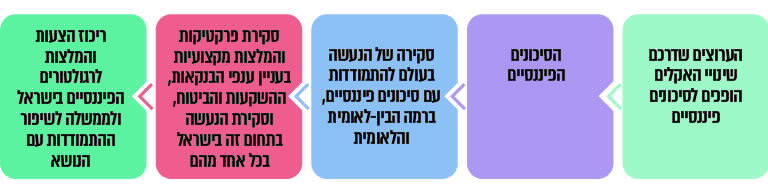 הערוצים שדרכם
שינויי האקלים
הופכים לסיכונים
פיננסיים
הסיכונים
הפיננסיים
סקירה של הנעשה
בעולם להתמודדות
עם סיכונים פיננסיים,
ברמה הבין-לאומית
והלאומית
סקירת פרקטיקות
והמלצות מקצועיות
בעניין ענפי הבנקאות,
ההשקעות והביטוח,
וסקירת הנעשה
בתחום זה בישראל
בכל אחד מהם
ריכוז הצעות
והמלצות
לרגולטורים
הפיננסיים בישראל
ולממשלה לשיפור
ההתמודדות עם
הנושא